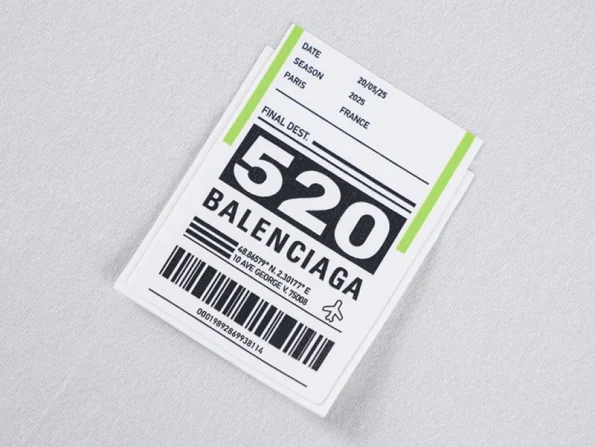 DATE 20/05/25
SEASON 2025
PARIS FRANCE
FINAL DEST.
520
BALENCIAGA
48.86579° N, 2.30177° E
10 AVE GEORGE V, 75008
00019892869938114